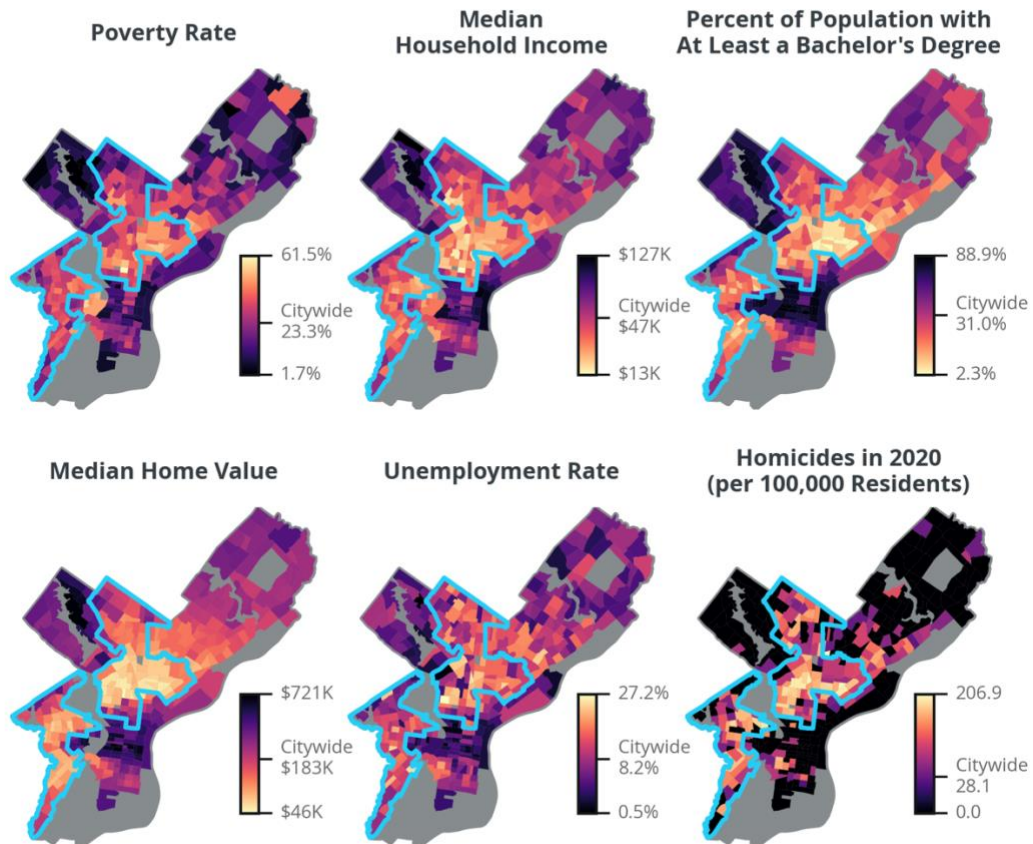 Poverty Rate
Median
Household Income
Percent of Population with
At Least a Bachelor's Degree
61.5%
Citywide
23.3%
1.7%
$127K
Citywide
$47K
$13K
88.9%
Citywide
31.0%
2.3%
Median Home Value
Unemployment Rate
Homicides in 2020
(per 100,000 Residents)
$721K
Citywide
$183K
$46K
27.2%
Citywide
8.2%
0.5%
206.9
Citywide
28.1
0.0